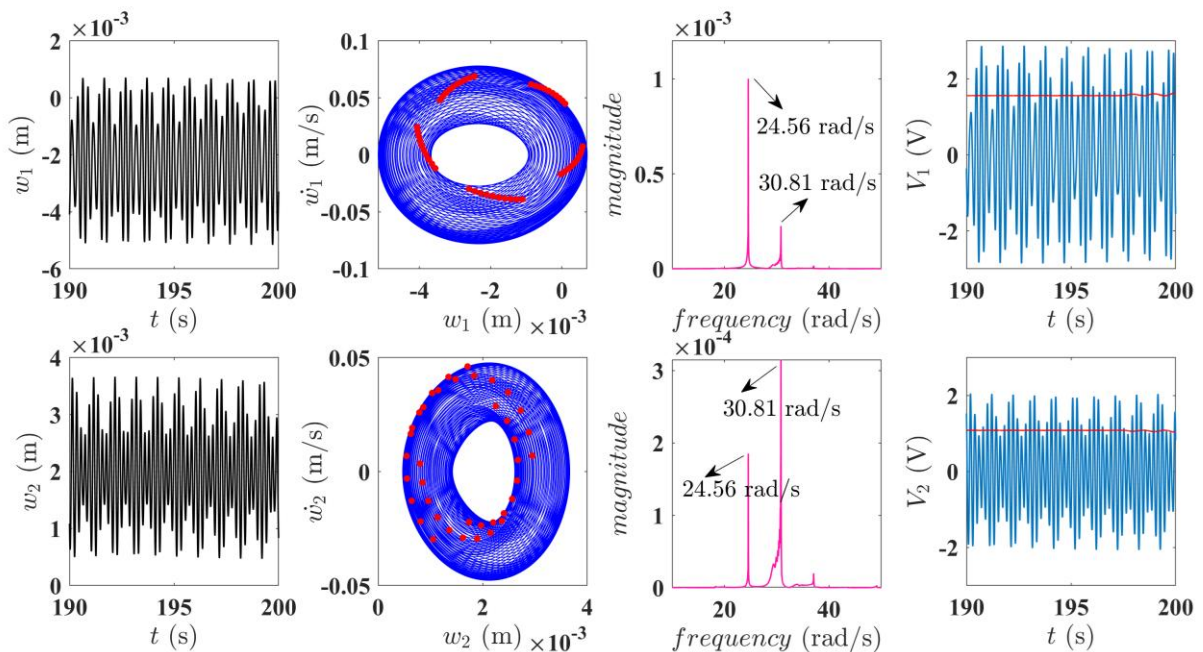 ×10⁻³
2
0
-2
-4
-6
w₁ (m)
190
195
200
t (s)
0.1
0.05
0
-0.05
-0.1
ẇ₁ (m/s)
-4
-2
0
w₁ (m)
×10⁻³
×10⁻³
1
0.5
0
magnitude
24.56 rad/s
30.81 rad/s
20
40
frequency (rad/s)
2
0
-2
V₁ (V)
190
195
200
t (s)
×10⁻³
4
3
2
1
0
w₂ (m)
190
195
200
t (s)
0.05
0
-0.05
ẇ₂ (m/s)
0
2
4
w₂ (m)
×10⁻³
×10⁻⁴
3
2
1
0
magnitude
30.81 rad/s
24.56 rad/s
20
40
frequency (rad/s)
2
0
-2
V₂ (V)
190
195
200
t (s)